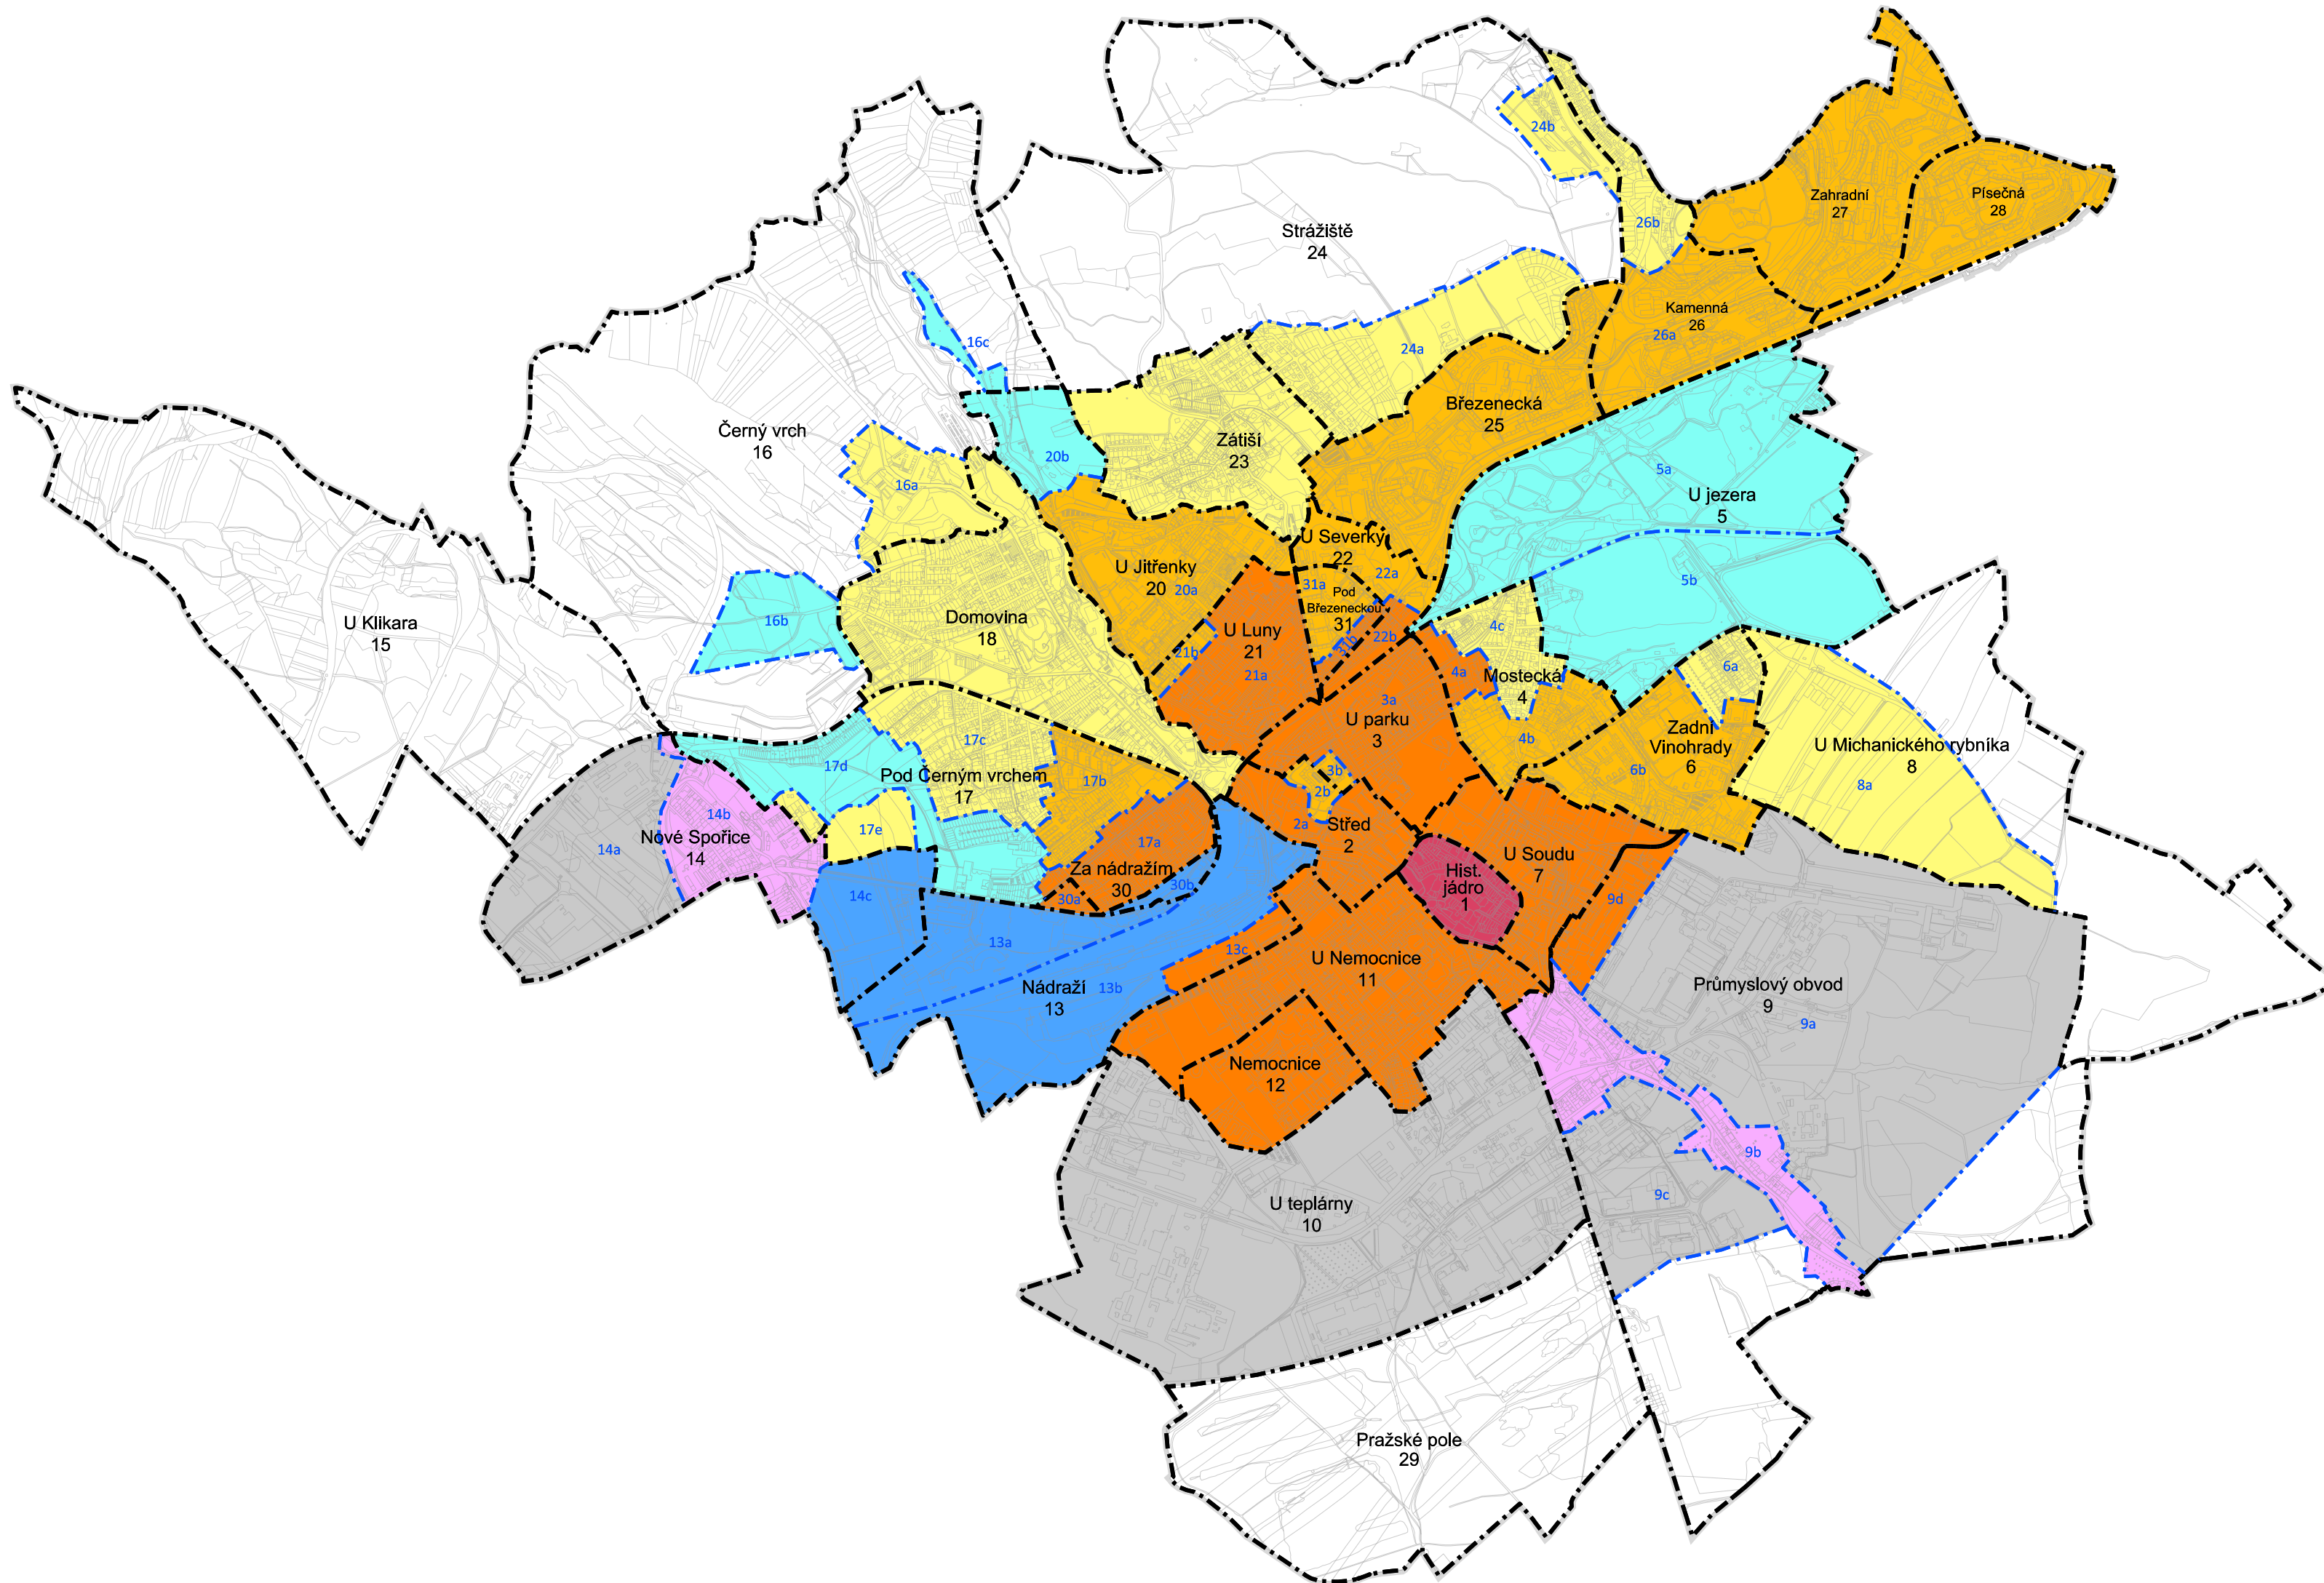 24b
Zahradní
27
Písečná
28
26b
Strážiště
24
Kamenná
26
26a
16c
24a
Březenecká
25
Černý vrch
16
Zátiší
23
20b
5a
16a
U jezera
5
U Severky
22
22a
U Jitřenky
20
20a
31a
Pod
Březeneckou
31
5b
U Klikara
15
16b
Domovina
18
U Luny
21
21b
21a
31b
22b
4c
4a
Mostecká
4
6a
3a
U parku
3
17c
17d
Pod Černým vrchem
17
17b
4b
Zadní
Vinohrady
6
6b
U Michanického rybníka
8
8a
3b
2b
2a
Střed
2
14b
Nové Spořice
14
14a
17e
17a
Za nádražím
30
30b
30a
14c
Hist.
jádro
1
U Soudu
7
9d
13a
13c
U Nemocnice
11
Nádraží
13
13b
Průmyslový obvod
9
9a
Nemocnice
12
9b
9c
U teplárny
10
Pražské pole
29